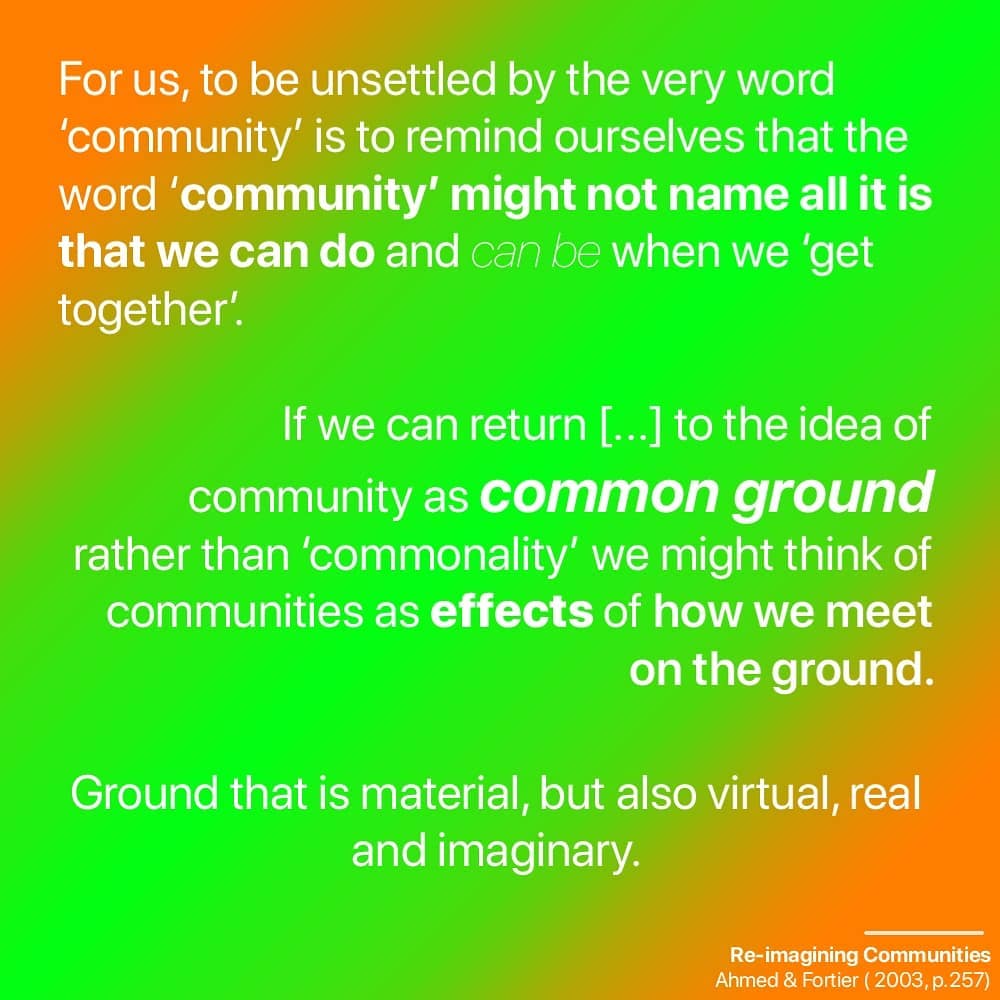 For us, to be unsettled by the very word
‘community’ is to remind ourselves that the
word ‘community’ might not name all it is
that we can do and can be when we ‘get
together’.
If we can return [...] to the idea of
community as common ground
rather than ‘commonality’ we might think of
communities as effects of how we meet
on the ground.
Ground that is material, but also virtual, real
and imaginary.
Re-imagining Communities
Ahmed & Fortier ( 2003, p.257)